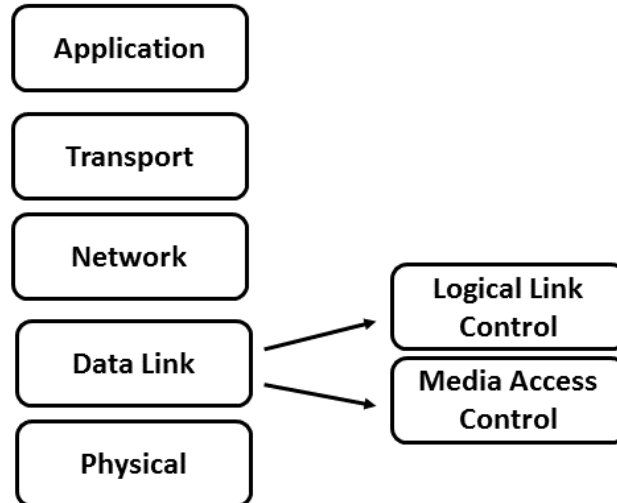 Application
Transport
Network
Data Link
Physical
Logical Link
Control
Media Access
Control